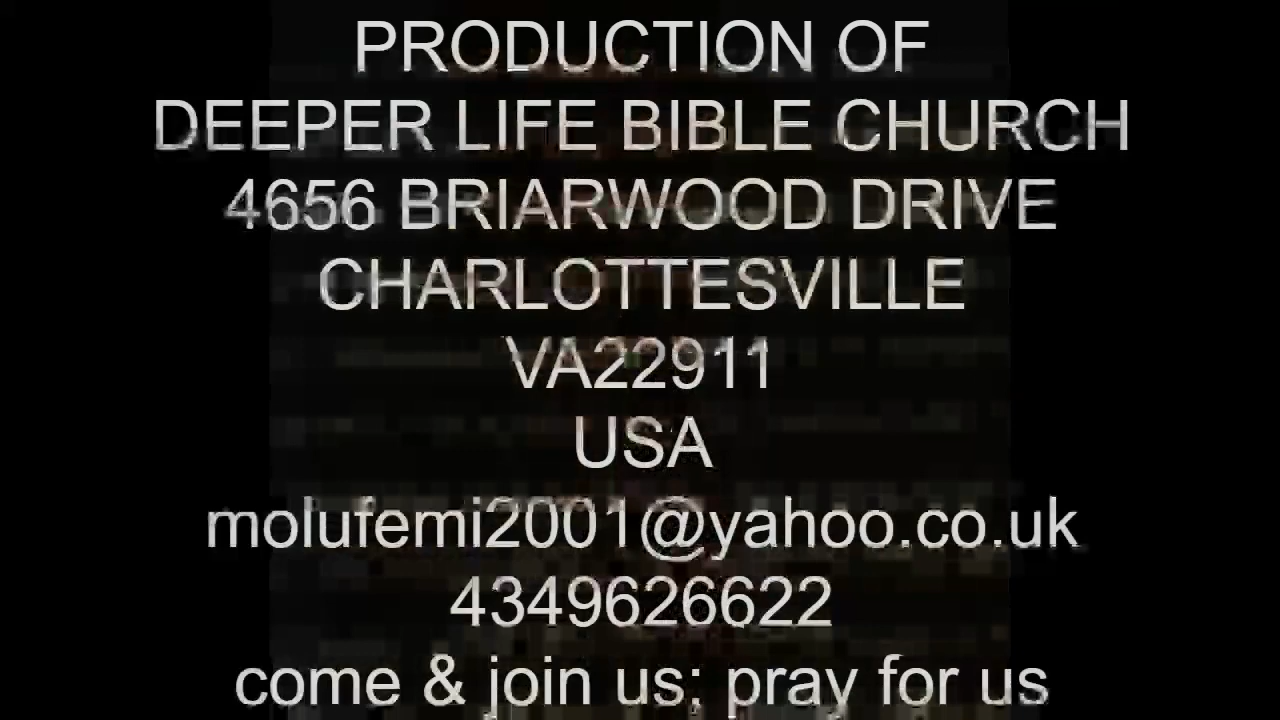 PRODUCTION OF
DEEPER LIFE BIBLE CHURCH
4656 BRIARWOOD DRIVE
CHARLOTTESVILLE
VA22911
USA
molufemi2001@yahoo.co.uk
4349626622
come & join us; pray for us